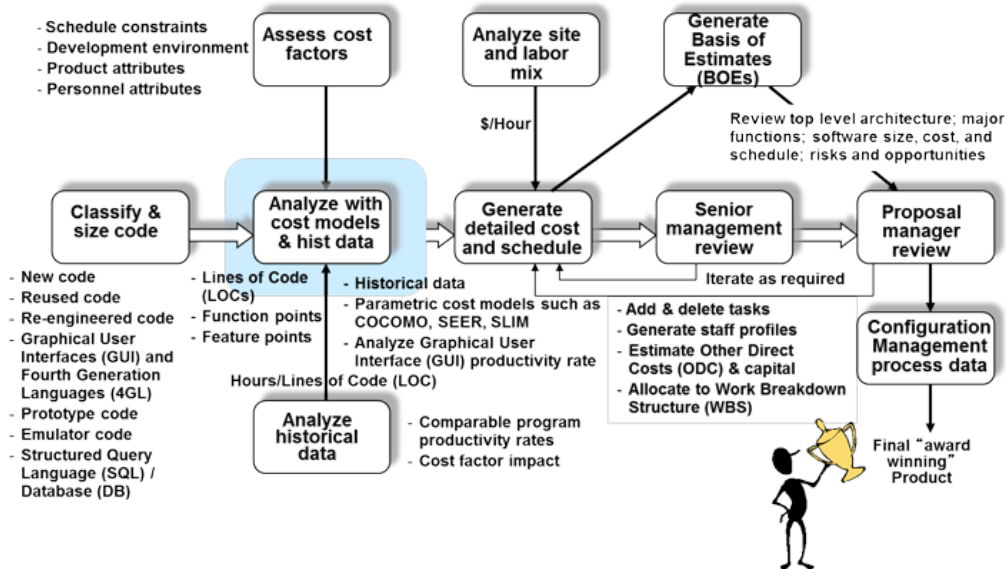 - Schedule constraints
- Development environment
- Product attributes
- Personnel attributes
Assess cost
factors
Analyze site
and labor
mix
Generate
Basis of
Estimates
(BOEs)
$/Hour
Review top level architecture; major
functions; software size, cost, and
schedule; risks and opportunities
Classify &
size code
Analyze with
cost models
& hist data
Generate
detailed cost
and schedule
Senior
management
review
Proposal
manager
review
Iterate as required
- New code
- Reused code
- Re-engineered code
- Graphical User
Interfaces (GUI) and
Fourth Generation
Languages (4GL)
- Prototype code
- Emulator code
- Structured Query
Language (SQL) /
Database (DB)
- Lines of Code
(LOCs)
- Function points
- Feature points
- Historical data
- Parametric cost models such as
COCOMO, SEER, SLIM
- Analyze Graphical User
Interface (GUI) productivity rate
Hours/Lines of Code (LOC)
- Add & delete tasks
- Generate staff profiles
- Estimate Other Direct
Costs (ODC) & capital
- Allocate to Work Breakdown
Structure (WBS)
Configuration
Management
process data
Analyze
historical
data
- Comparable program
productivity rates
- Cost factor impact
Final “award
winning”
Product